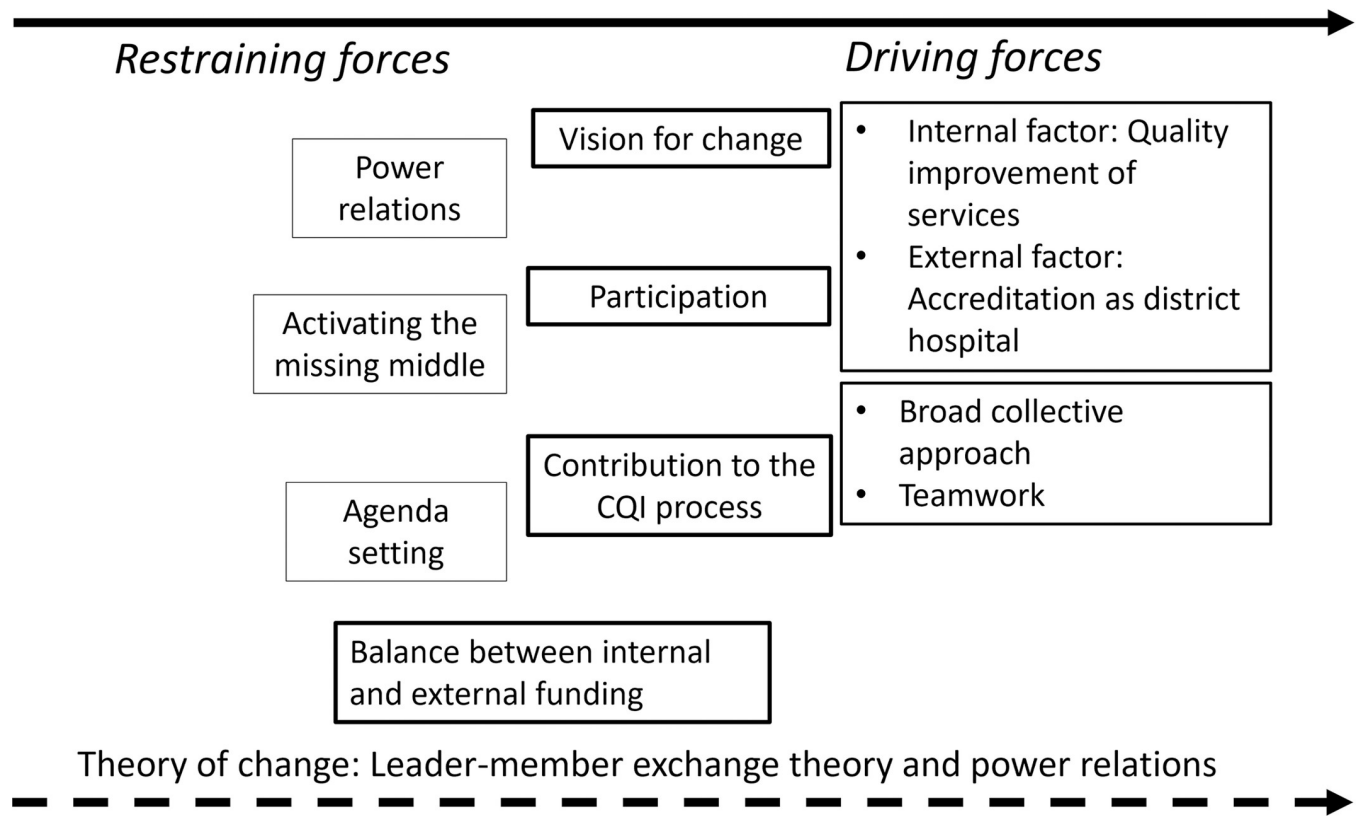 Restraining forces
Driving forces
Power
relations
Activating the
missing middle
Agenda
setting
Vision for change
Participation
Contribution to the
CQI process
• Internal factor: Quality
improvement of
services
• External factor:
Accreditation as district
hospital
• Broad collective
approach
• Teamwork
Balance between internal
and external funding
Theory of change: Leader-member exchange theory and power relations